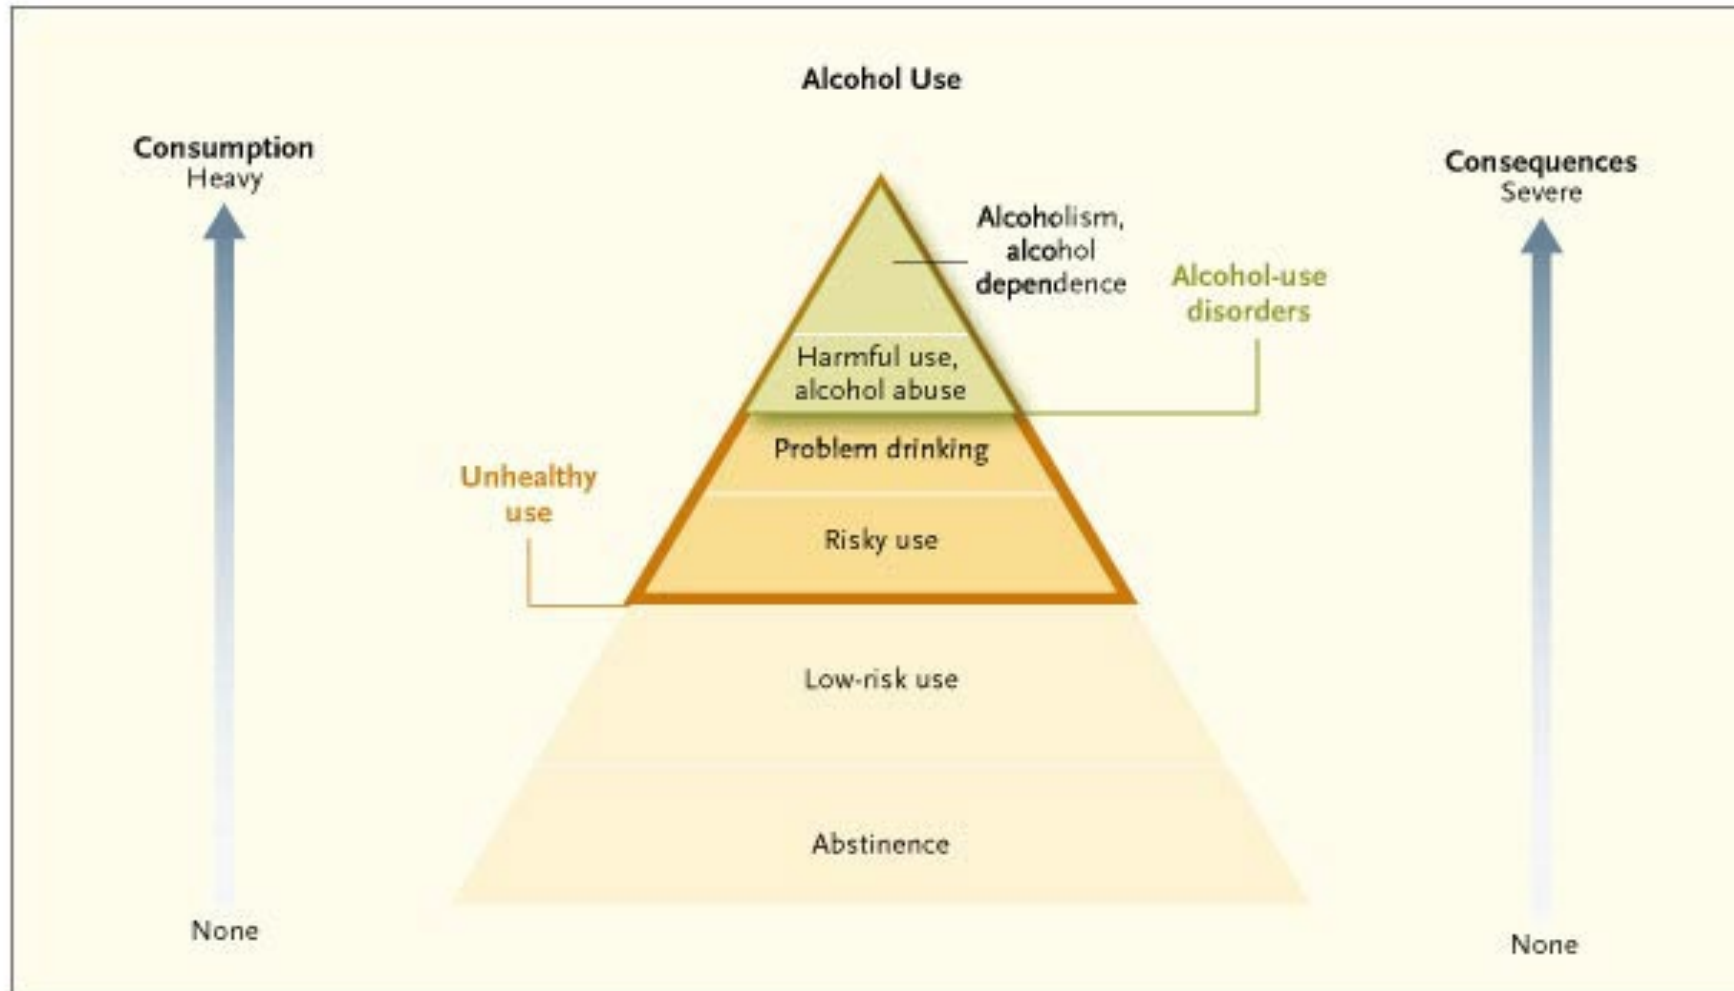 Alcohol Use
Consumption
Heavy
Consequences
Severe
Alcoholism,
alcohol
dependence
Alcohol-use
disorders
Harmful use,
alcohol abuse
Problem drinking
Unhealthy
use
Risky use
Low-risk use
Abstinence
None
None